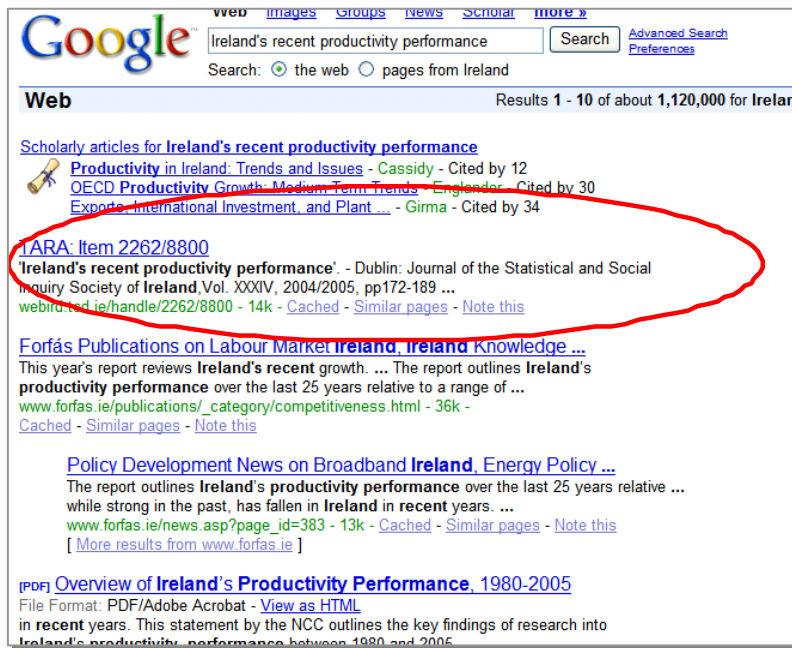 Web Images Groups News Scholar more »
Google
Ireland's recent productivity performance Search Advanced Search
Preferences
Search: the web pages from Ireland
Web Results 1 - 10 of about 1,120,000 for Irelan
Scholarly articles for Ireland's recent productivity performance
Productivity in Ireland: Trends and Issues - Cassidy - Cited by 12
OECD Productivity Growth: Medium Term Trends - Englander - Cited by 30
Exports, International Investment, and Plant ... - Girma - Cited by 34
TARA: Item 2262/8800
'Ireland's recent productivity performance'. - Dublin: Journal of the Statistical and Social
Inquiry Society of Ireland,Vol. XXXIV, 2004/2005, pp172-189 ...
webird.tcd.ie/handle/2262/8800 - 14k - Cached - Similar pages - Note this
Forfás Publications on Labour Market Ireland, Ireland Knowledge ...
This year's report reviews Ireland's recent growth. ... The report outlines Ireland's
productivity performance over the last 25 years relative to a range of ...
www.forfas.ie/publications/_category/competitiveness.html - 36k -
Cached - Similar pages - Note this
Policy Development News on Broadband Ireland, Energy Policy ...
The report outlines Ireland's productivity performance over the last 25 years relative ...
while strong in the past, has fallen in Ireland in recent years. ...
www.forfas.ie/news.asp?page_id=383 - 13k - Cached - Similar pages - Note this
[ More results from www.forfas.ie ]
[PDF] Overview of Ireland's Productivity Performance, 1980-2005
File Format: PDF/Adobe Acrobat - View as HTML
in recent years. This statement by the NCC outlines the key findings of research into
Ireland's productivity performance between 1980 and 2005